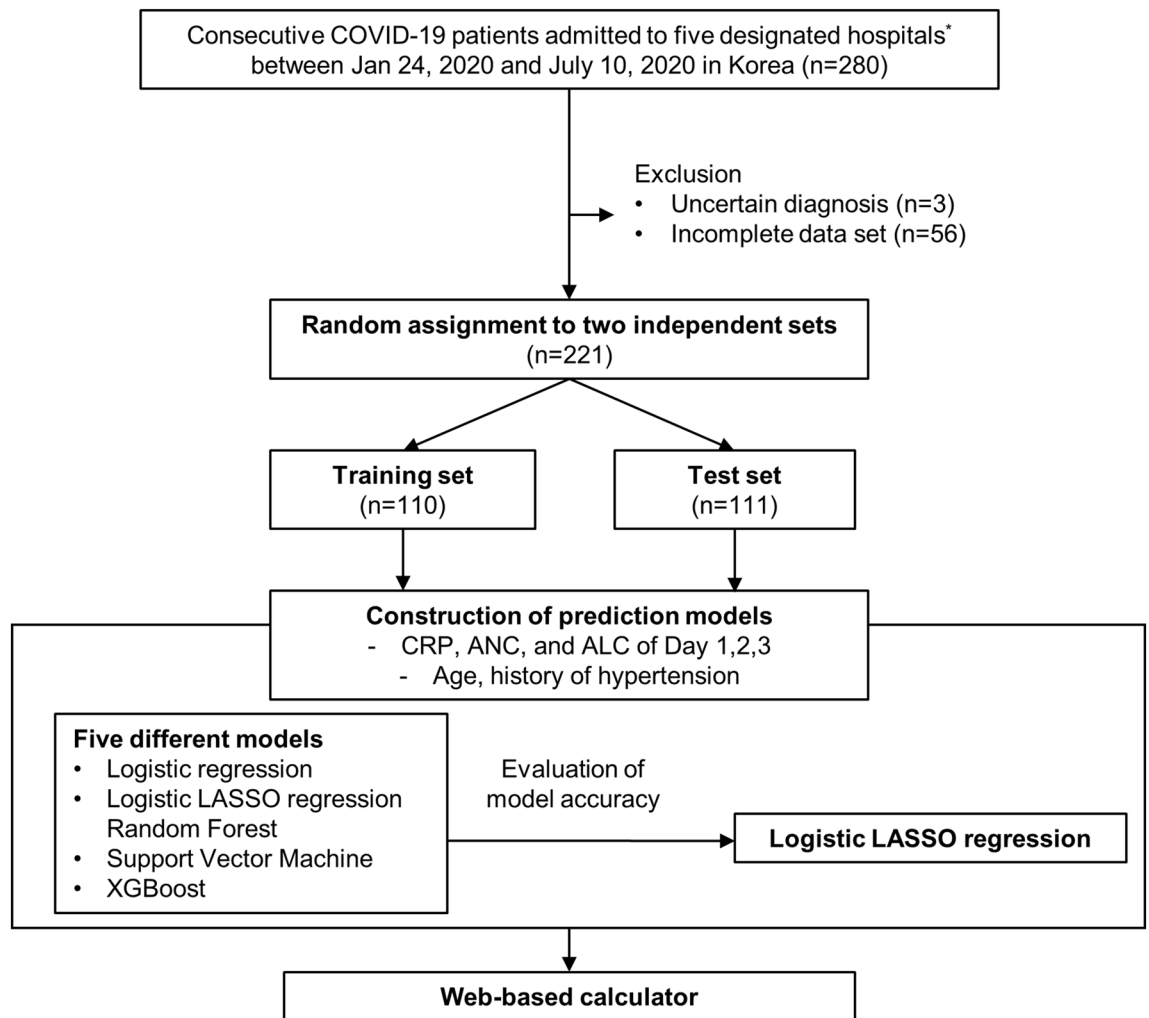 Consecutive COVID-19 patients admitted to five designated hospitals*
between Jan 24, 2020 and July 10, 2020 in Korea (n=280)
Exclusion
• Uncertain diagnosis (n=3)
• Incomplete data set (n=56)
Random assignment to two independent sets
(n=221)
Training set
(n=110)
Test set
(n=111)
Construction of prediction models
- CRP, ANC, and ALC of Day 1,2,3
- Age, history of hypertension
Five different models
• Logistic regression
• Logistic LASSO regression
Random Forest
• Support Vector Machine
• XGBoost
Evaluation of
model accuracy
Logistic LASSO regression
Web-based calculator